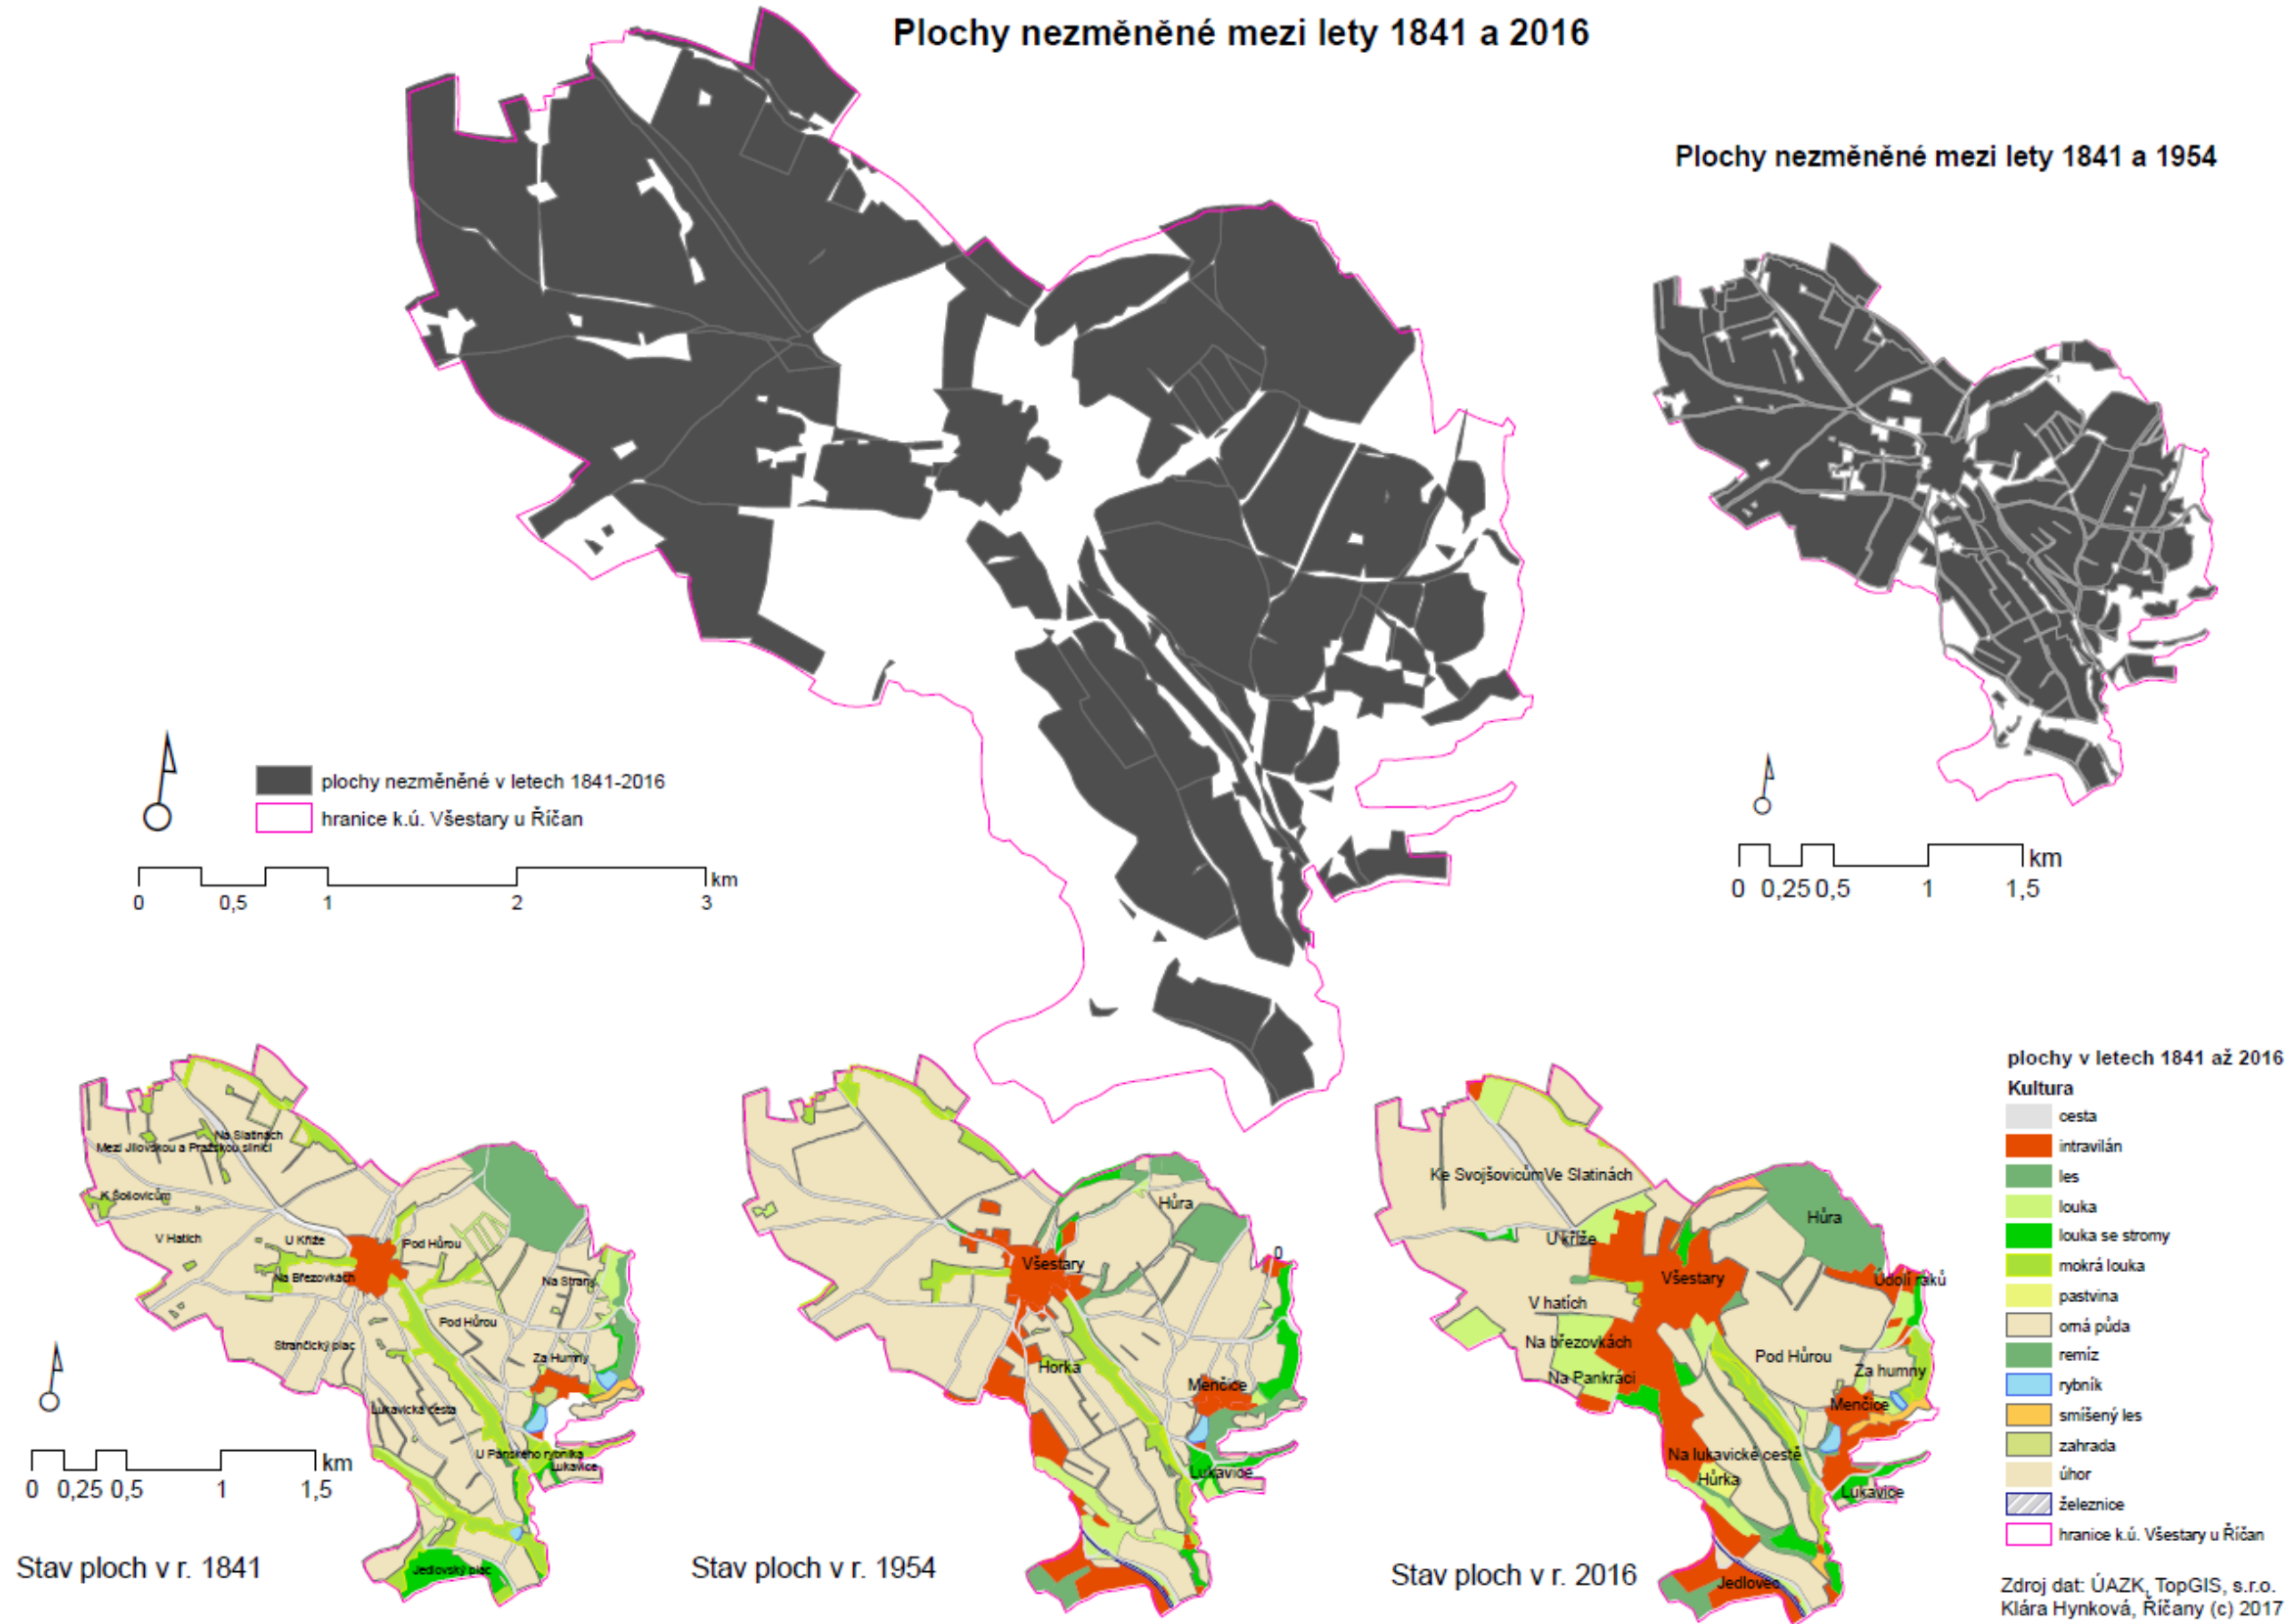 Plochy nezměněné mezi lety 1841 a 2016
Plochy nezměněné mezi lety 1841 a 1954
plochy nezměněné v letech 1841-2016
hranice k.ú. Všestary u Říčan
km
0 0,5 1 2 3
km
0 0,25 0,5 1 1,5
Na Slatinách
Mezi Jílovskou a Pražskou silnicí
K Sošovicům
V Hatích
U Kříže
Pod Hůrou
Na Březovkách
Na Strany
Pod Hůrou
Strančický plac
Za Humny
Lukavická cesta
U Panského rybníka
Lukavice
Jedlovský plac
km
0 0,25 0,5 1 1,5
Stav ploch v r. 1841
Hůra
0
Všestary
Horka
Menčice
Lukavice
Stav ploch v r. 1954
Ke Svojšovicům
Ve Slatinách
Hůra
U kříže
Všestary
Údolí raků
V hatích
Na březovkách
Pod Hůrou
Za humny
Na Pankráci
Menčice
Na lukavické cestě
Hůrka
Lukavice
Jedlovec
Stav ploch v r. 2016
plochy v letech 1841 až 2016
Kultura
cesta
intravilán
les
louka
louka se stromy
mokrá louka
pastvina
orná půda
remíz
rybník
smíšený les
zahrada
úhor
železnice
hranice k.ú. Všestary u Říčan
Zdroj dat: ÚAZK, TopGIS, s.r.o.
Klára Hynková, Říčany (c) 2017